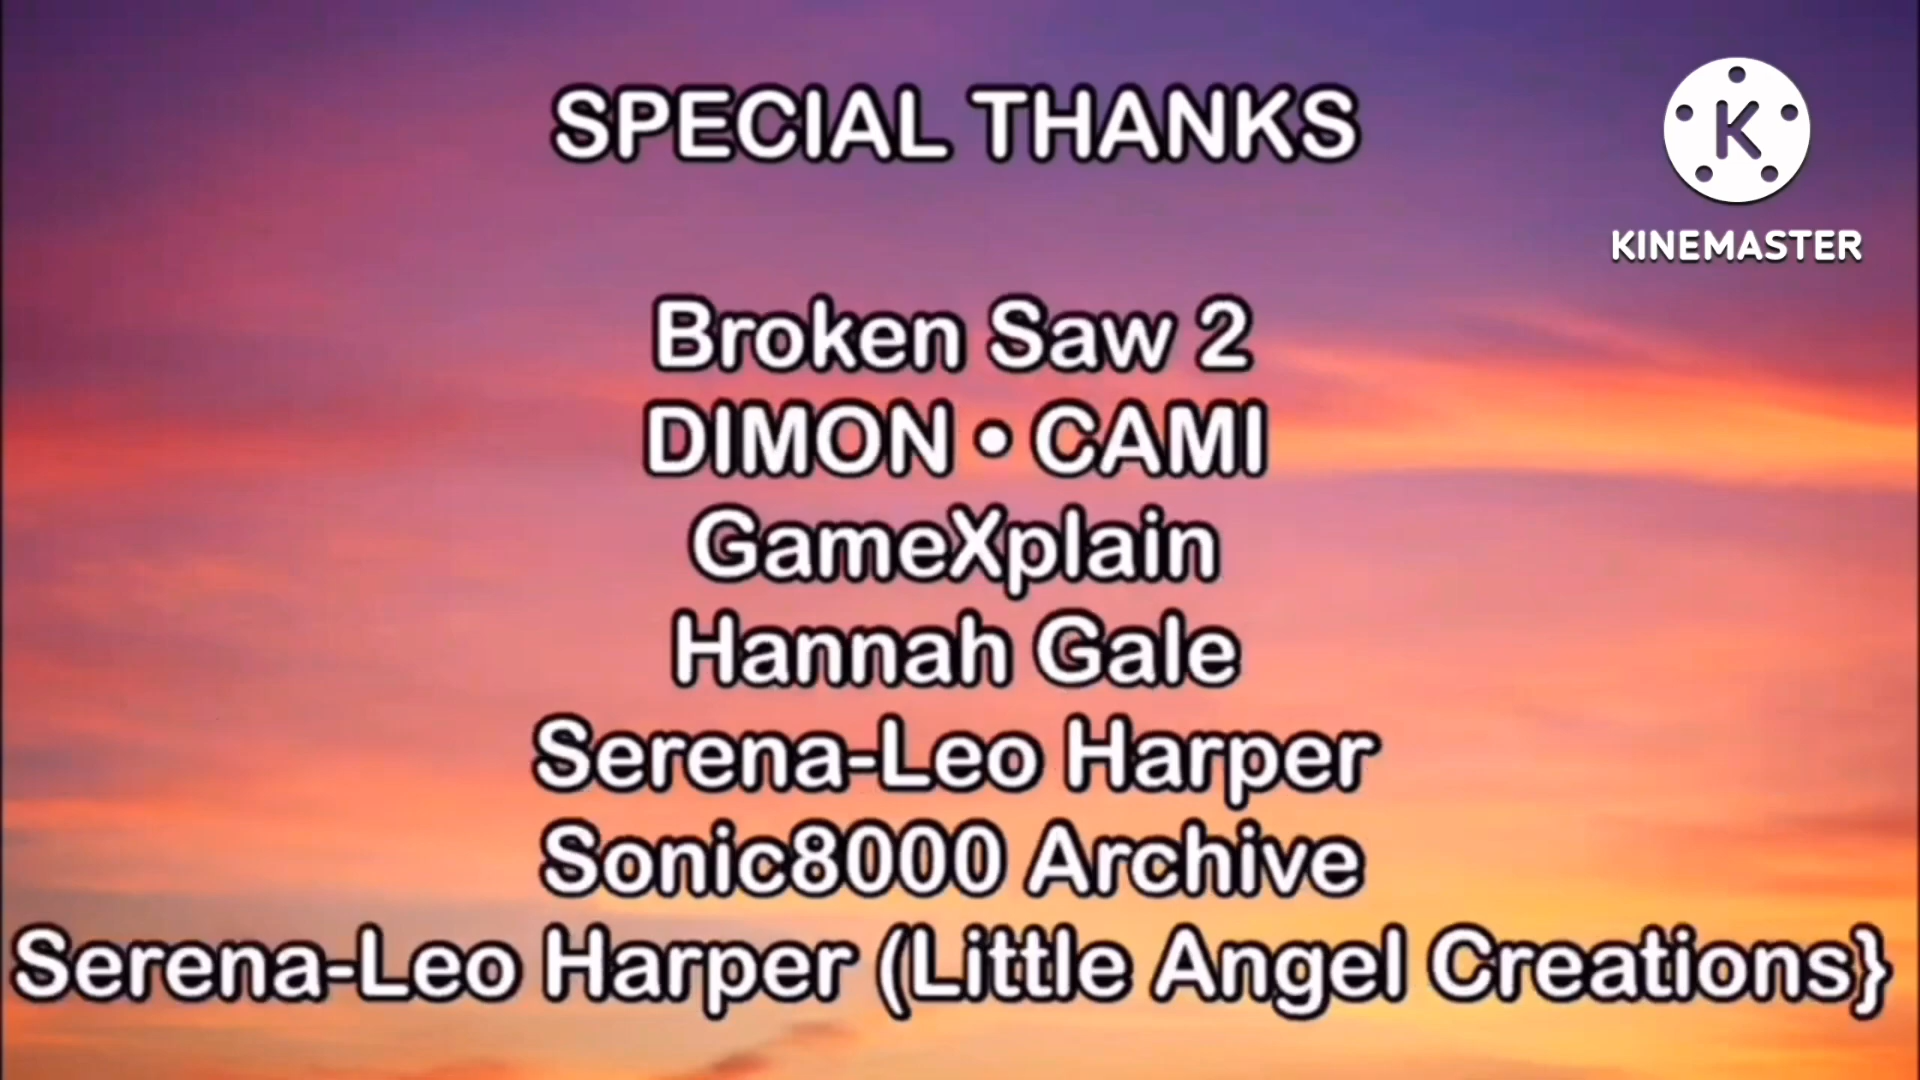 SPECIAL THANKS
K
KINEMASTER
Broken Saw 2
DIMON • CAMI
GameXplain
Hannah Gale
Serena-Leo Harper
Sonic8000 Archive
Serena-Leo Harper (Little Angel Creations}